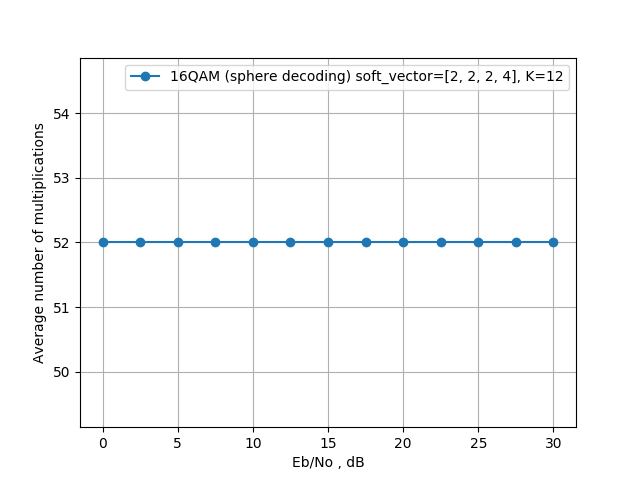 16QAM (sphere decoding) soft_vector=[2, 2, 2, 4], K=12
54
53
52
51
50
Average number of multiplications
0 5 10 15 20 25 30
Eb/No , dB